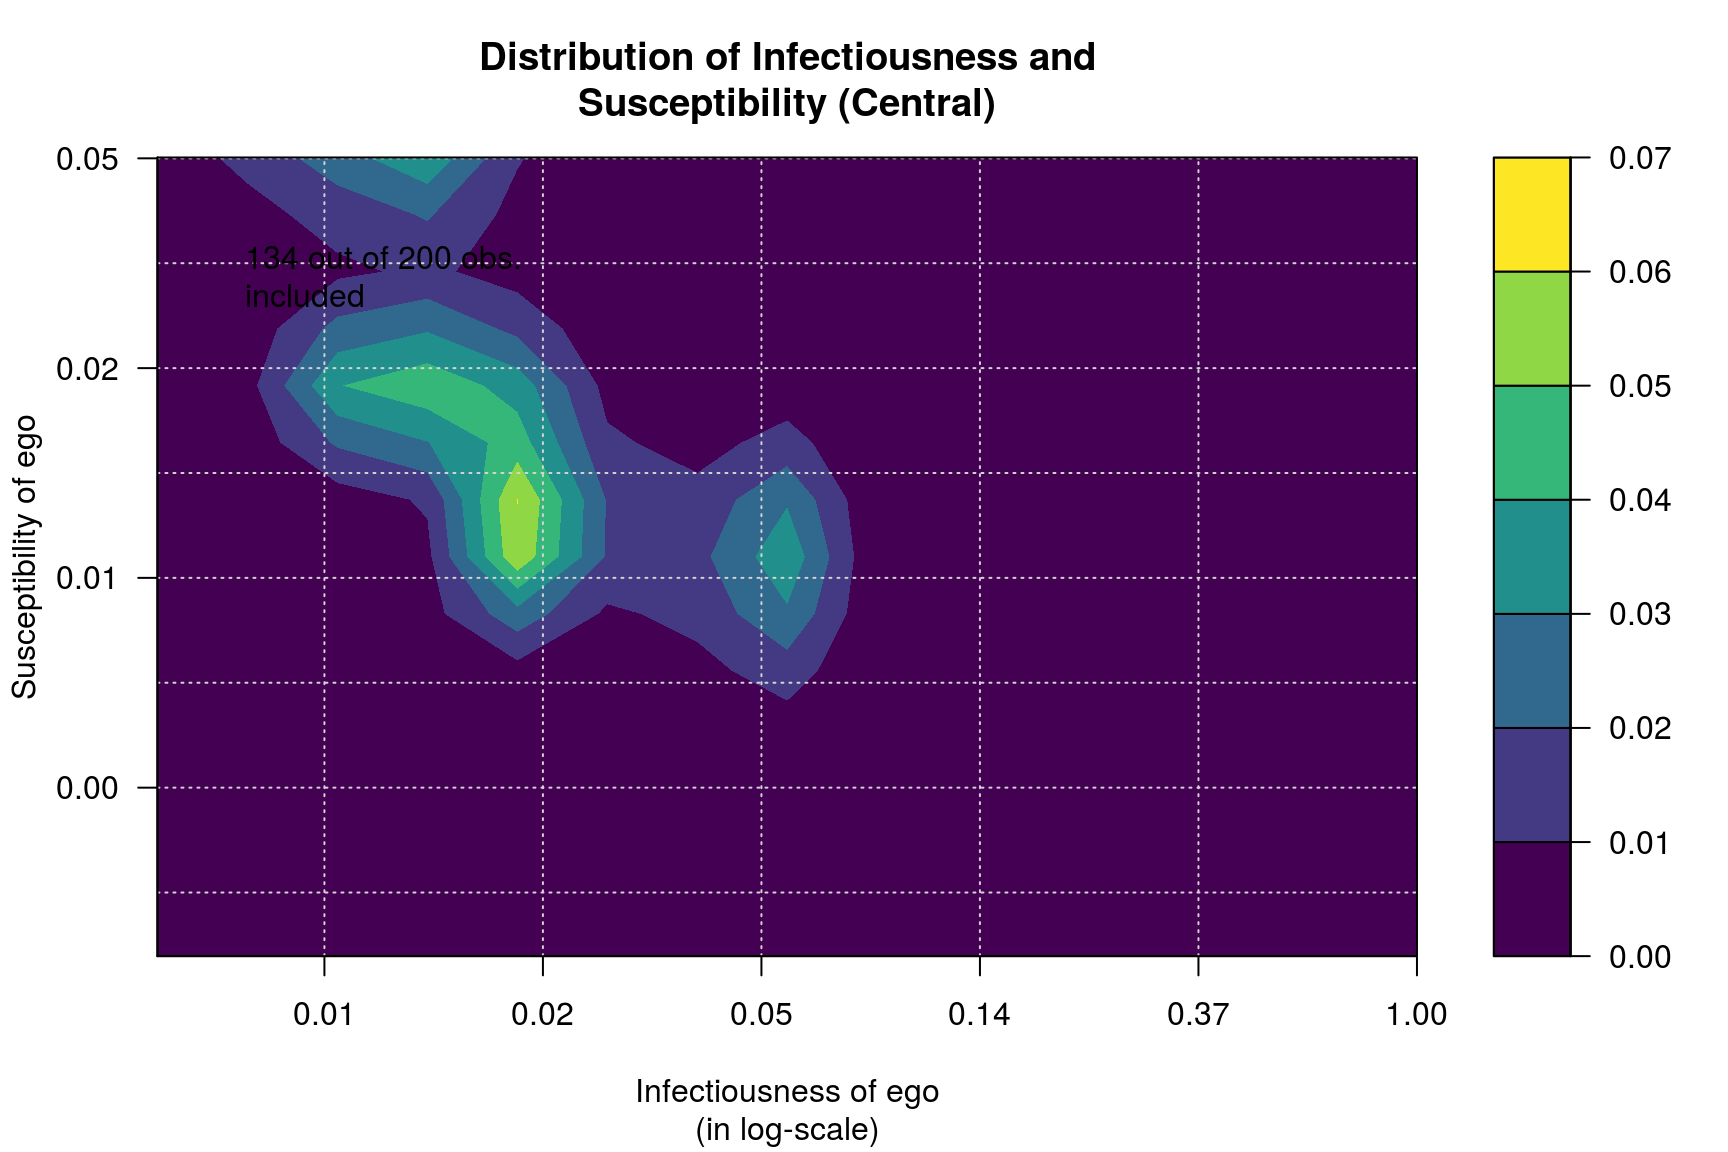 Distribution of Infectiousness and
Susceptibility (Central)
0.05
0.02
0.01
0.00
Susceptibility of ego
134 out of 200 obs.
included
0.01
0.02
0.05
0.14
0.37
1.00
Infectiousness of ego
(in log-scale)
0.07
0.06
0.05
0.04
0.03
0.02
0.01
0.00